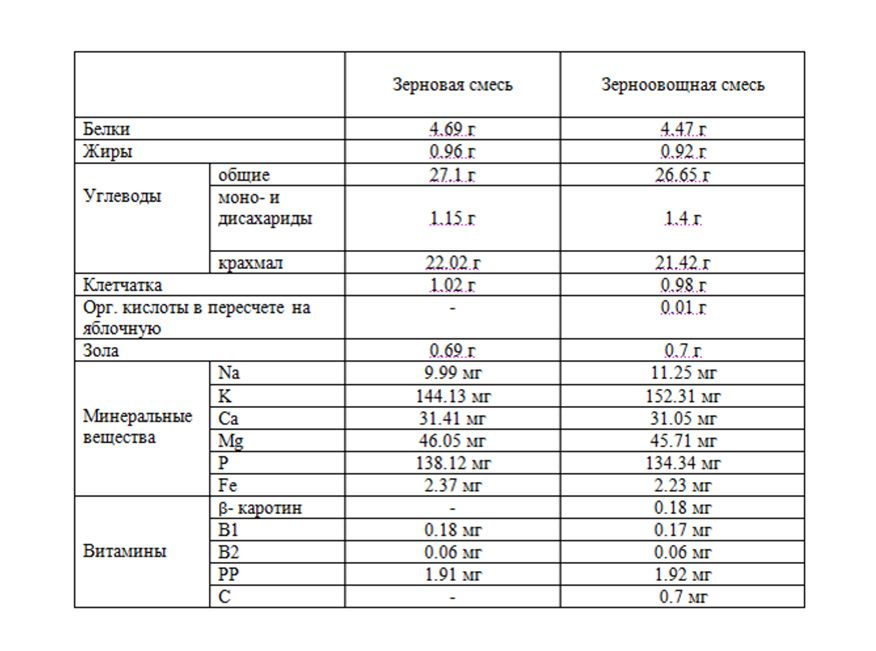 Зерновая смесь Зерноовощная смесь
Белки 4.69 г 4.47 г
Жиры 0.96 г 0.92 г
Углеводы
общие 27.1 г 26.65 г
моно- и
дисахариды 1.15 г 1.4 г
крахмал 22.02 г 21.42 г
Клетчатка 1.02 г 0.98 г
Орг. кислоты в пересчете на
яблочную - 0.01 г
Зола 0.69 г 0.7 г
Минеральные
вещества
Na 9.99 мг 11.25 мг
K 144.13 мг 152.31 мг
Ca 31.41 мг 31.05 мг
Mg 46.05 мг 45.71 мг
P 138.12 мг 134.34 мг
Fe 2.37 мг 2.23 мг
Витамины
β- каротин - 0.18 мг
B1 0.18 мг 0.17 мг
B2 0.06 мг 0.06 мг
PP 1.91 мг 1.92 мг
C - 0.7 мг